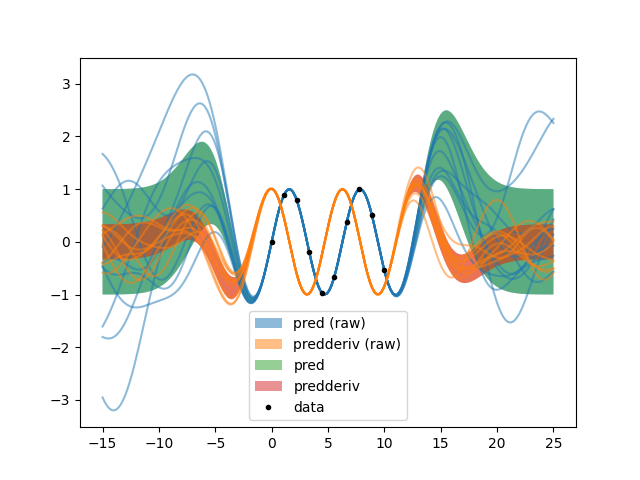 3
2
1
0
−1
−2
−3
pred (raw)
predderiv (raw)
pred
predderiv
data
−15 −10 −5 0 5 10 15 20 25